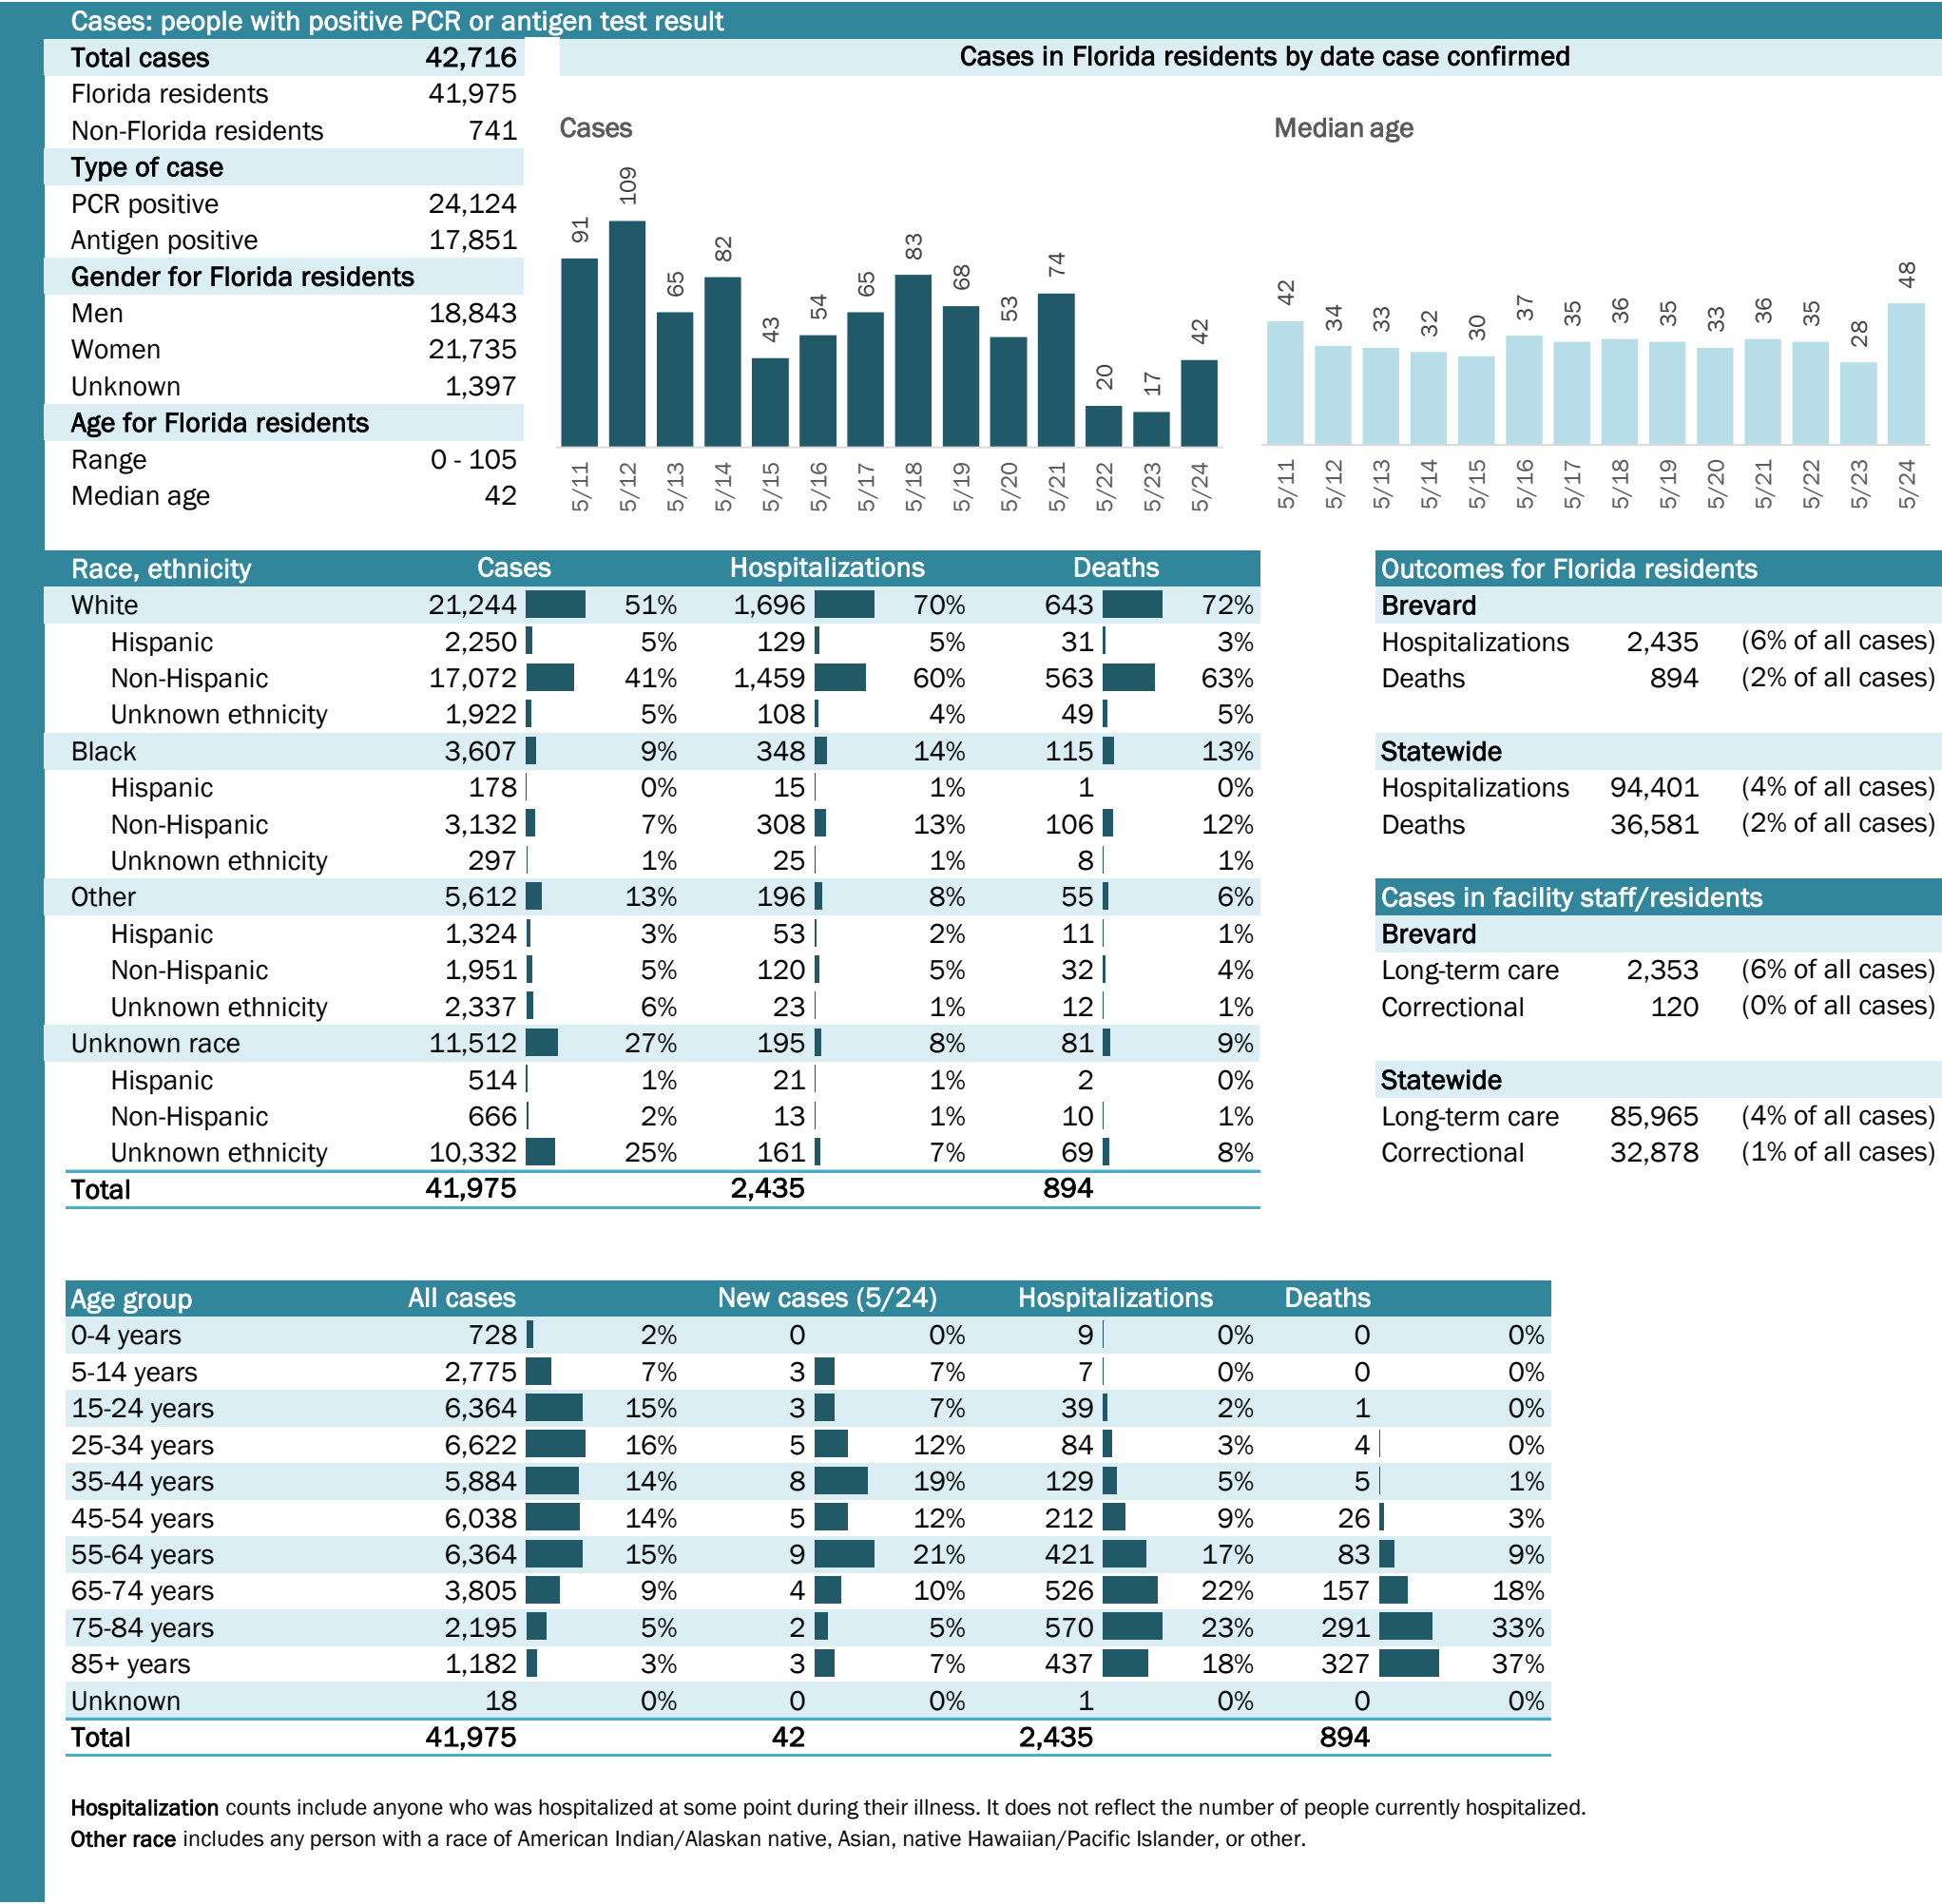 Cases: people with positive PCR or antigen test result
Total cases 42,716
Florida residents 41,975
Non-Florida residents 741
Type of case
PCR positive 24,124
Antigen positive 17,851
Gender for Florida residents
Men 18,843
Women 21,735
Unknown 1,397
Age for Florida residents
Range 0 - 105
Median age 42
Cases in Florida residents by date case confirmed
Cases
91 109 65 82 43 54 65 83 68 53 74 20 17 42
5/11 5/12 5/13 5/14 5/15 5/16 5/17 5/18 5/19 5/20 5/21 5/22 5/23 5/24
Median age
42 34 33 32 30 37 35 36 35 33 36 35 28 48
5/11 5/12 5/13 5/14 5/15 5/16 5/17 5/18 5/19 5/20 5/21 5/22 5/23 5/24
Race, ethnicity Cases Hospitalizations Deaths
White 21,244 51% 1,696 70% 643 72%
Hispanic 2,250 5% 129 5% 31 3%
Non-Hispanic 17,072 41% 1,459 60% 563 63%
Unknown ethnicity 1,922 5% 108 4% 49 5%
Black 3,607 9% 348 14% 115 13%
Hispanic 178 0% 15 1% 1 0%
Non-Hispanic 3,132 7% 308 13% 106 12%
Unknown ethnicity 297 1% 25 1% 8 1%
Other 5,612 13% 196 8% 55 6%
Hispanic 1,324 3% 53 2% 11 1%
Non-Hispanic 1,951 5% 120 5% 32 4%
Unknown ethnicity 2,337 6% 23 1% 12 1%
Unknown race 11,512 27% 195 8% 81 9%
Hispanic 514 1% 21 1% 2 0%
Non-Hispanic 666 2% 13 1% 10 1%
Unknown ethnicity 10,332 25% 161 7% 69 8%
Total 41,975 2,435 894
Outcomes for Florida residents
Brevard
Hospitalizations 2,435 (6% of all cases)
Deaths 894 (2% of all cases)
Statewide
Hospitalizations 94,401 (4% of all cases)
Deaths 36,581 (2% of all cases)
Cases in facility staff/residents
Brevard
Long-term care 2,353 (6% of all cases)
Correctional 120 (0% of all cases)
Statewide
Long-term care 85,965 (4% of all cases)
Correctional 32,878 (1% of all cases)
Age group All cases New cases (5/24) Hospitalizations Deaths
0-4 years 728 2% 0 0% 9 0% 0 0%
5-14 years 2,775 7% 3 7% 7 0% 0 0%
15-24 years 6,364 15% 3 7% 39 2% 1 0%
25-34 years 6,622 16% 5 12% 84 3% 4 0%
35-44 years 5,884 14% 8 19% 129 5% 5 1%
45-54 years 6,038 14% 5 12% 212 9% 26 3%
55-64 years 6,364 15% 9 21% 421 17% 83 9%
65-74 years 3,805 9% 4 10% 526 22% 157 18%
75-84 years 2,195 5% 2 5% 570 23% 291 33%
85+ years 1,182 3% 3 7% 437 18% 327 37%
Unknown 18 0% 0 0% 1 0% 0 0%
Total 41,975 42 2,435 894
Hospitalization counts include anyone who was hospitalized at some point during their illness. It does not reflect the number of people currently hospitalized.
Other race includes any person with a race of American Indian/Alaskan native, Asian, native Hawaiian/Pacific Islander, or other.